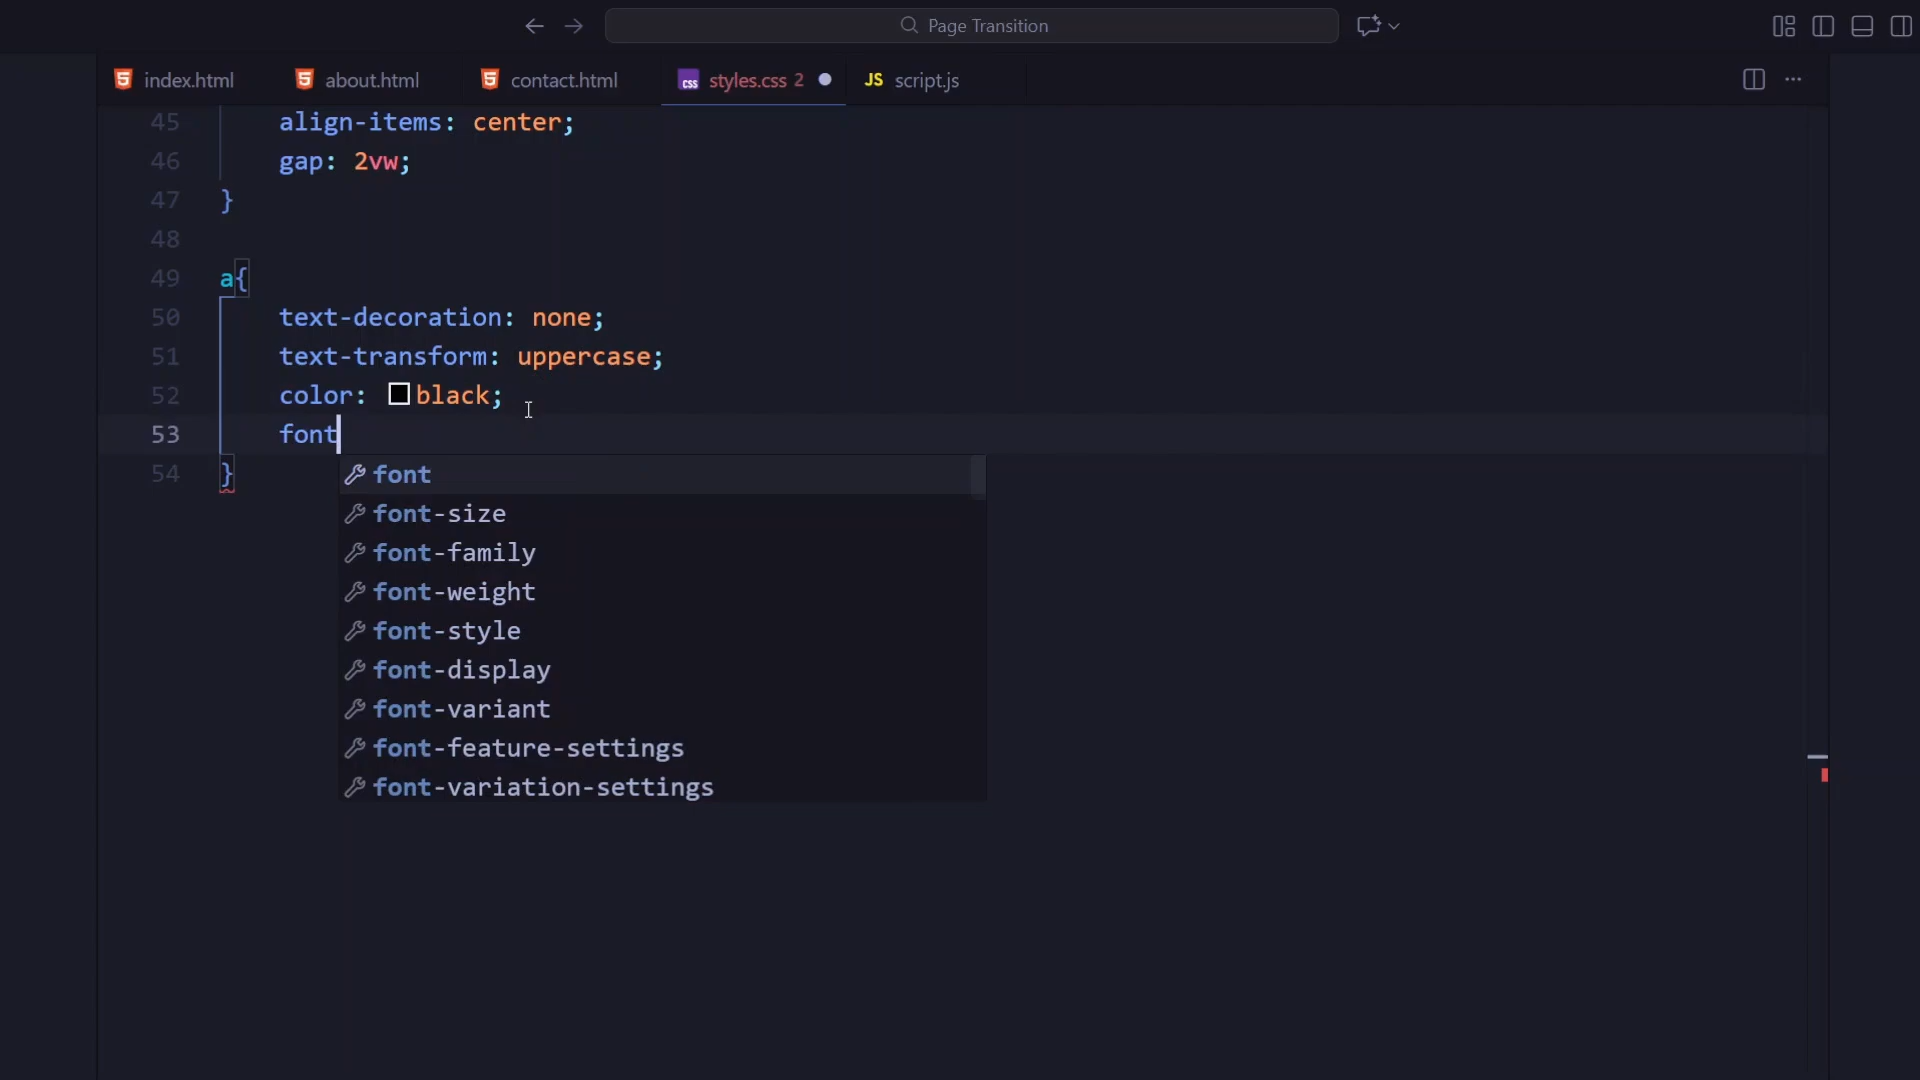 Page Transition
index.html
about.html
contact.html
styles.css 2
JS script.js
45 align-items: center;
46 gap: 2vw;
47 }
48
49 a{
50 text-decoration: none;
51 text-transform: uppercase;
52 color: black;
53 font
54 }
font
font-size
font-family
font-weight
font-style
font-display
font-variant
font-feature-settings
font-variation-settings